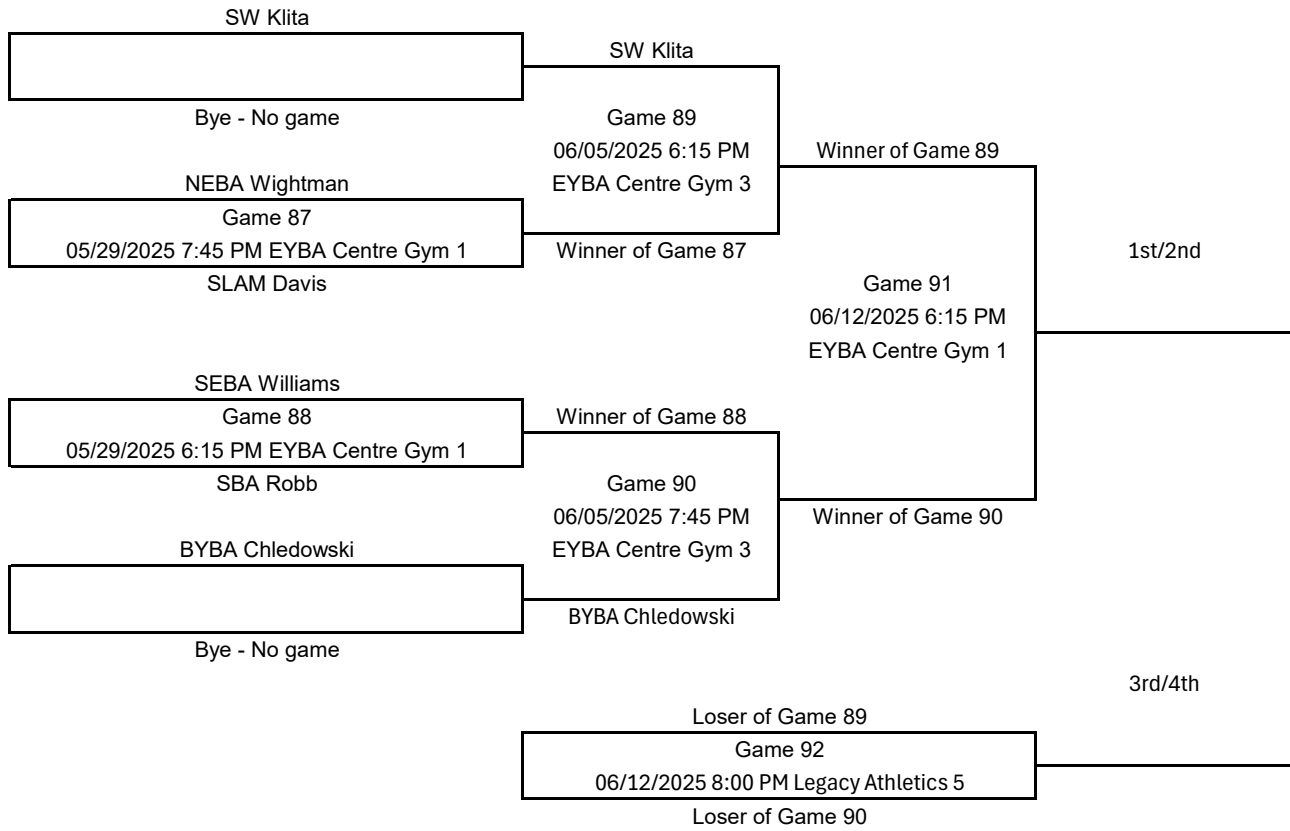 SW Klita
Bye - No game
NEBA Wightman
Game 87
05/29/2025 7:45 PM EYBA Centre Gym 1
SLAM Davis
SEBA Williams
Game 88
05/29/2025 6:15 PM EYBA Centre Gym 1
SBA Robb
BYBA Chledowski
Bye - No game
SW Klita
Game 89
06/05/2025 6:15 PM
EYBA Centre Gym 3
Winner of Game 87
Winner of Game 88
Game 90
06/05/2025 7:45 PM
EYBA Centre Gym 3
BYBA Chledowski
Winner of Game 89
Game 91
06/12/2025 6:15 PM
EYBA Centre Gym 1
Winner of Game 90
1st/2nd
Loser of Game 89
Game 92
06/12/2025 8:00 PM Legacy Athletics 5
Loser of Game 90
3rd/4th